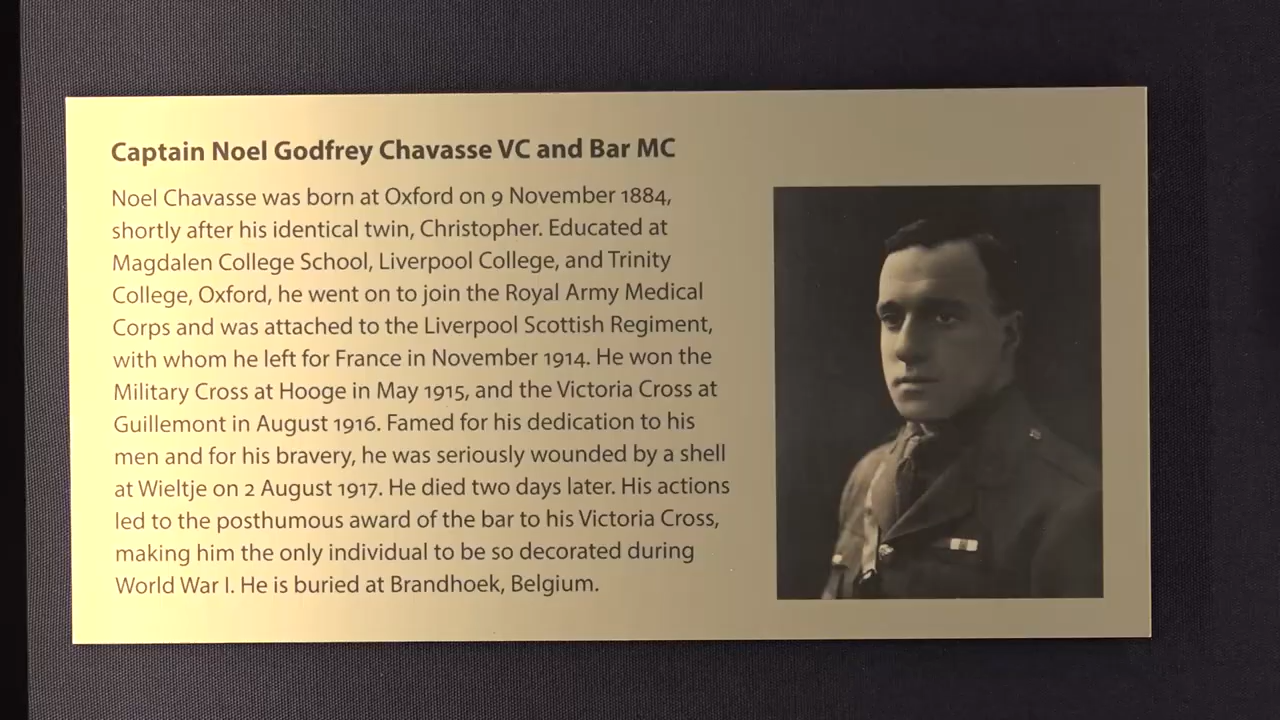 Captain Noel Godfrey Chavasse VC and Bar MC
Noel Chavasse was born at Oxford on 9 November 1884,
shortly after his identical twin, Christopher. Educated at
Magdalen College School, Liverpool College, and Trinity
College, Oxford, he went on to join the Royal Army Medical
Corps and was attached to the Liverpool Scottish Regiment,
with whom he left for France in November 1914. He won the
Military Cross at Hooge in May 1915, and the Victoria Cross at
Guillemont in August 1916. Famed for his dedication to his
men and for his bravery, he was seriously wounded by a shell
at Wieltje on 2 August 1917. He died two days later. His actions
led to the posthumous award of the bar to his Victoria Cross,
making him the only individual to be so decorated during
World War I. He is buried at Brandhoek, Belgium.